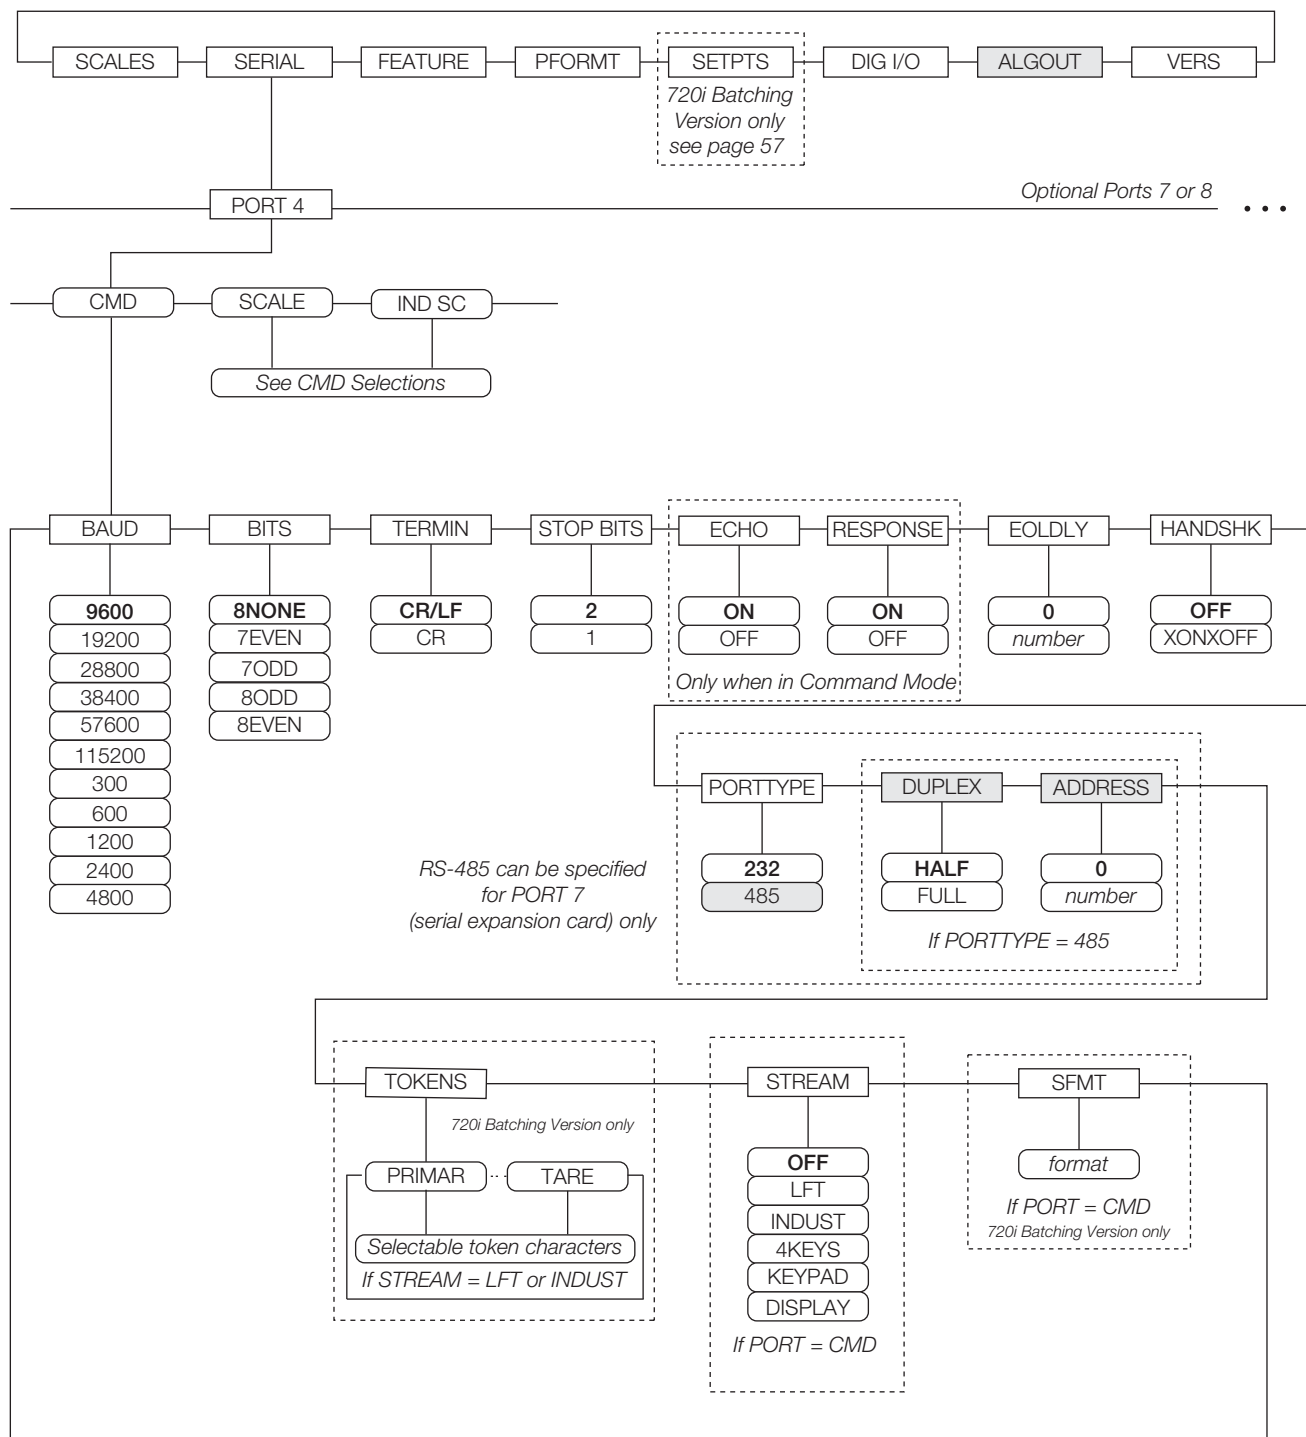 SCALES SERIAL FEATURE PFORMT SETPTS DIG I/O ALGOUT VERS
720i Batching
Version only
see page 57
PORT 4
Optional Ports 7 or 8
• • •
CMD SCALE IND SC
See CMD Selections
BAUD BITS TERMIN STOP BITS ECHO RESPONSE EOLDLY HANDSHK
9600 8NONE CR/LF 2 ON ON 0 OFF
19200 7EVEN CR 1 OFF OFF number XONXOFF
28800 7ODD
38400 8ODD
57600 8EVEN
115200
300
600
1200
2400
4800
Only when in Command Mode
PORTTYPE DUPLEX ADDRESS
232 HALF 0
485 FULL number
If PORTTYPE = 485
RS-485 can be specified
for PORT 7
(serial expansion card) only
TOKENS STREAM SFMT
720i Batching Version only
PRIMAR ... TARE
Selectable token characters
If STREAM = LFT or INDUST
OFF
LFT
INDUST
4KEYS
KEYPAD
DISPLAY
If PORT = CMD
format
If PORT = CMD
720i Batching Version only